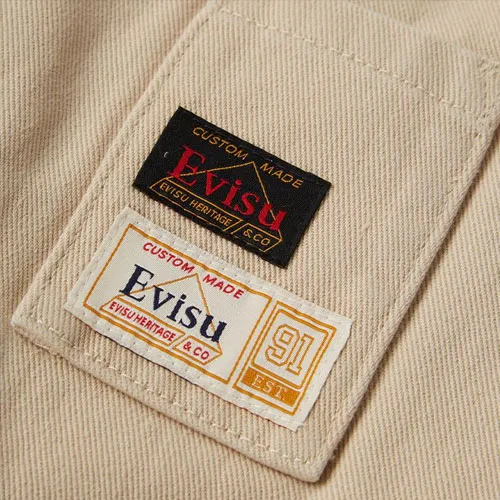 CUSTOM MADE
Evisu
EVISU HERITAGE & CO
CUSTOM MADE
Evisu
EVISU HERITAGE & CO
91
EST.